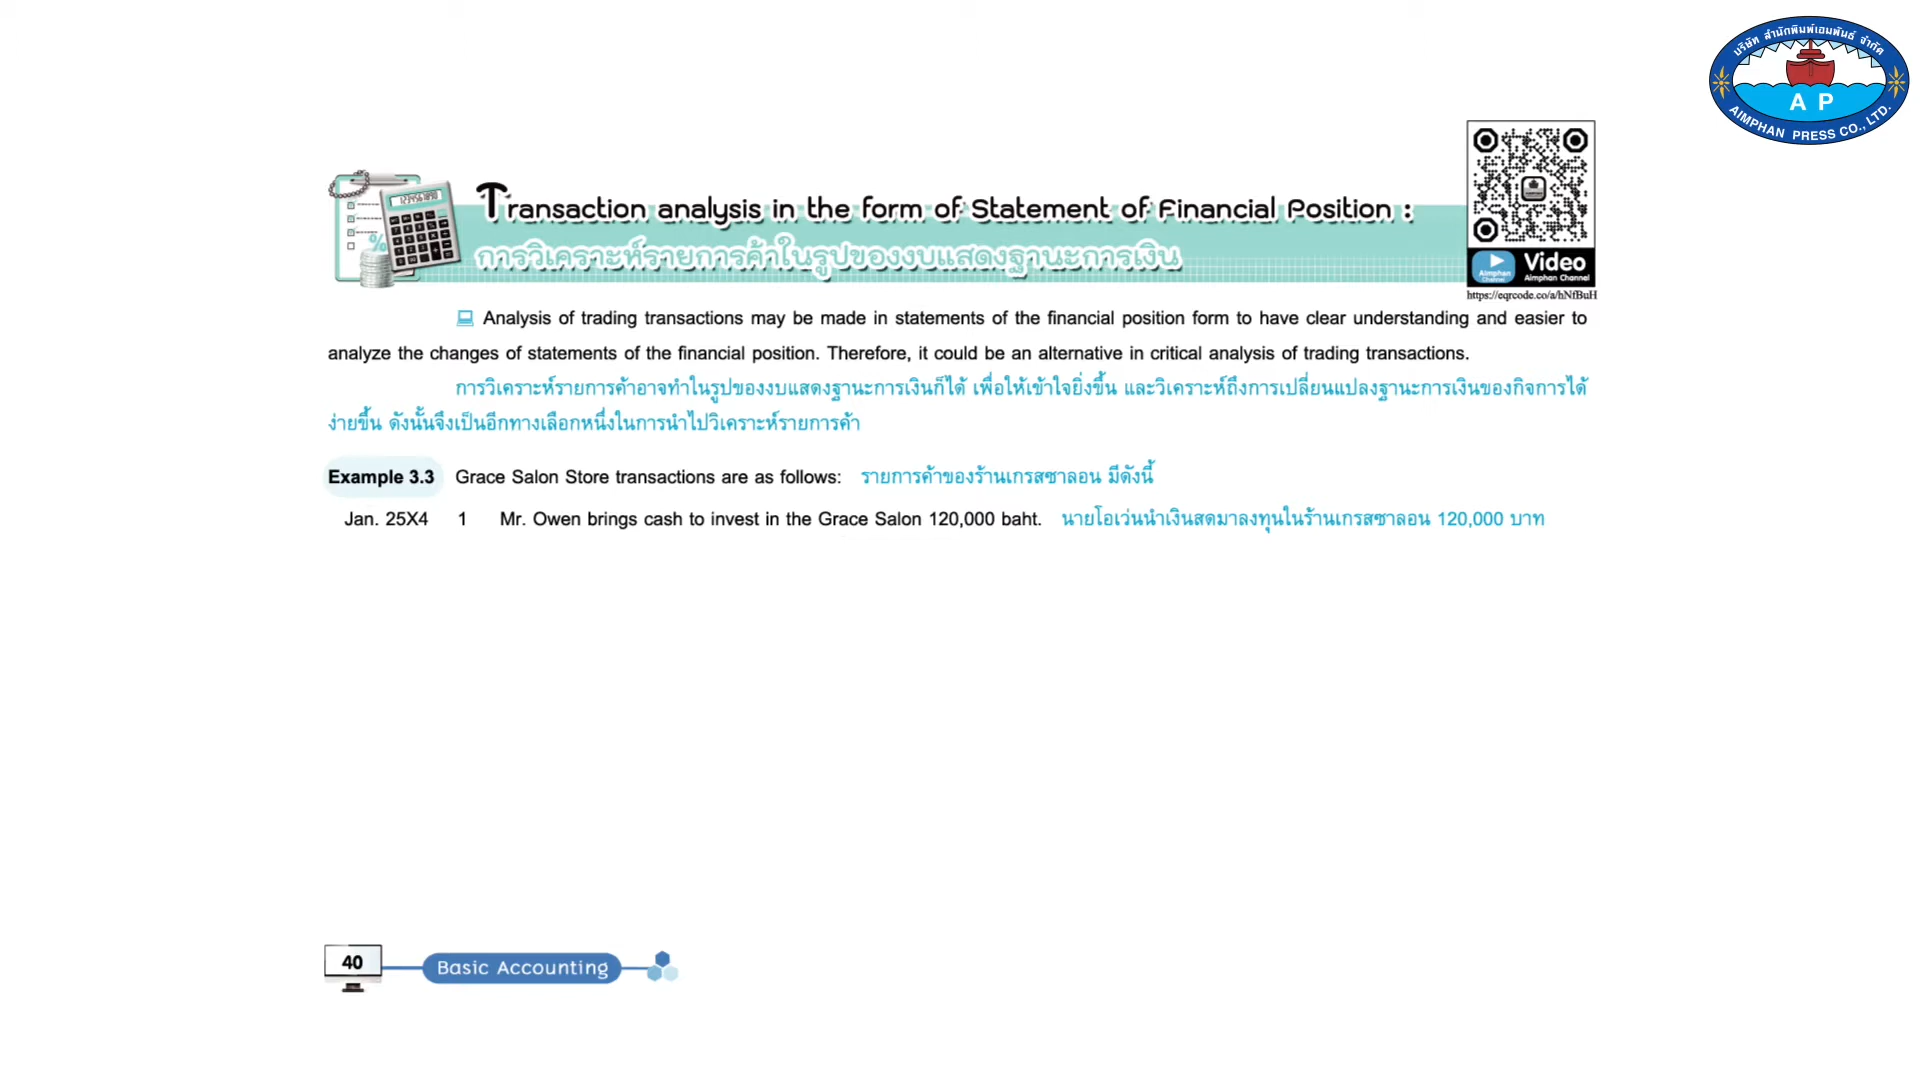 บริษัท สำนักพิมพ์เอมพันธ์ จำกัด
A P
AIMPHAN PRESS CO., LTD.
Transaction analysis in the form of Statement of Financial Position :
การวิเคราะห์รายการค้าในรูปของงบแสดงฐานะการเงิน
Aimphan Channel
Video
Aimphan Channel
https://eqrcode.co/a/hNfBuH
Analysis of trading transactions may be made in statements of the financial position form to have clear understanding and easier to
analyze the changes of statements of the financial position. Therefore, it could be an alternative in critical analysis of trading transactions.
การวิเคราะห์รายการค้าอาจทำในรูปของงบแสดงฐานะการเงินก็ได้ เพื่อให้เข้าใจยิ่งขึ้น และวิเคราะห์ถึงการเปลี่ยนแปลงฐานะการเงินของกิจการได้
ง่ายขึ้น ดังนั้นจึงเป็นอีกทางเลือกหนึ่งในการนำไปวิเคราะห์รายการค้า
Example 3.3 Grace Salon Store transactions are as follows: รายการค้าของร้านเกรสซาลอน มีดังนี้
Jan. 25X4 1 Mr. Owen brings cash to invest in the Grace Salon 120,000 baht. นายโอเว่นนำเงินสดมาลงทุนในร้านเกรสซาลอน 120,000 บาท
40 Basic Accounting